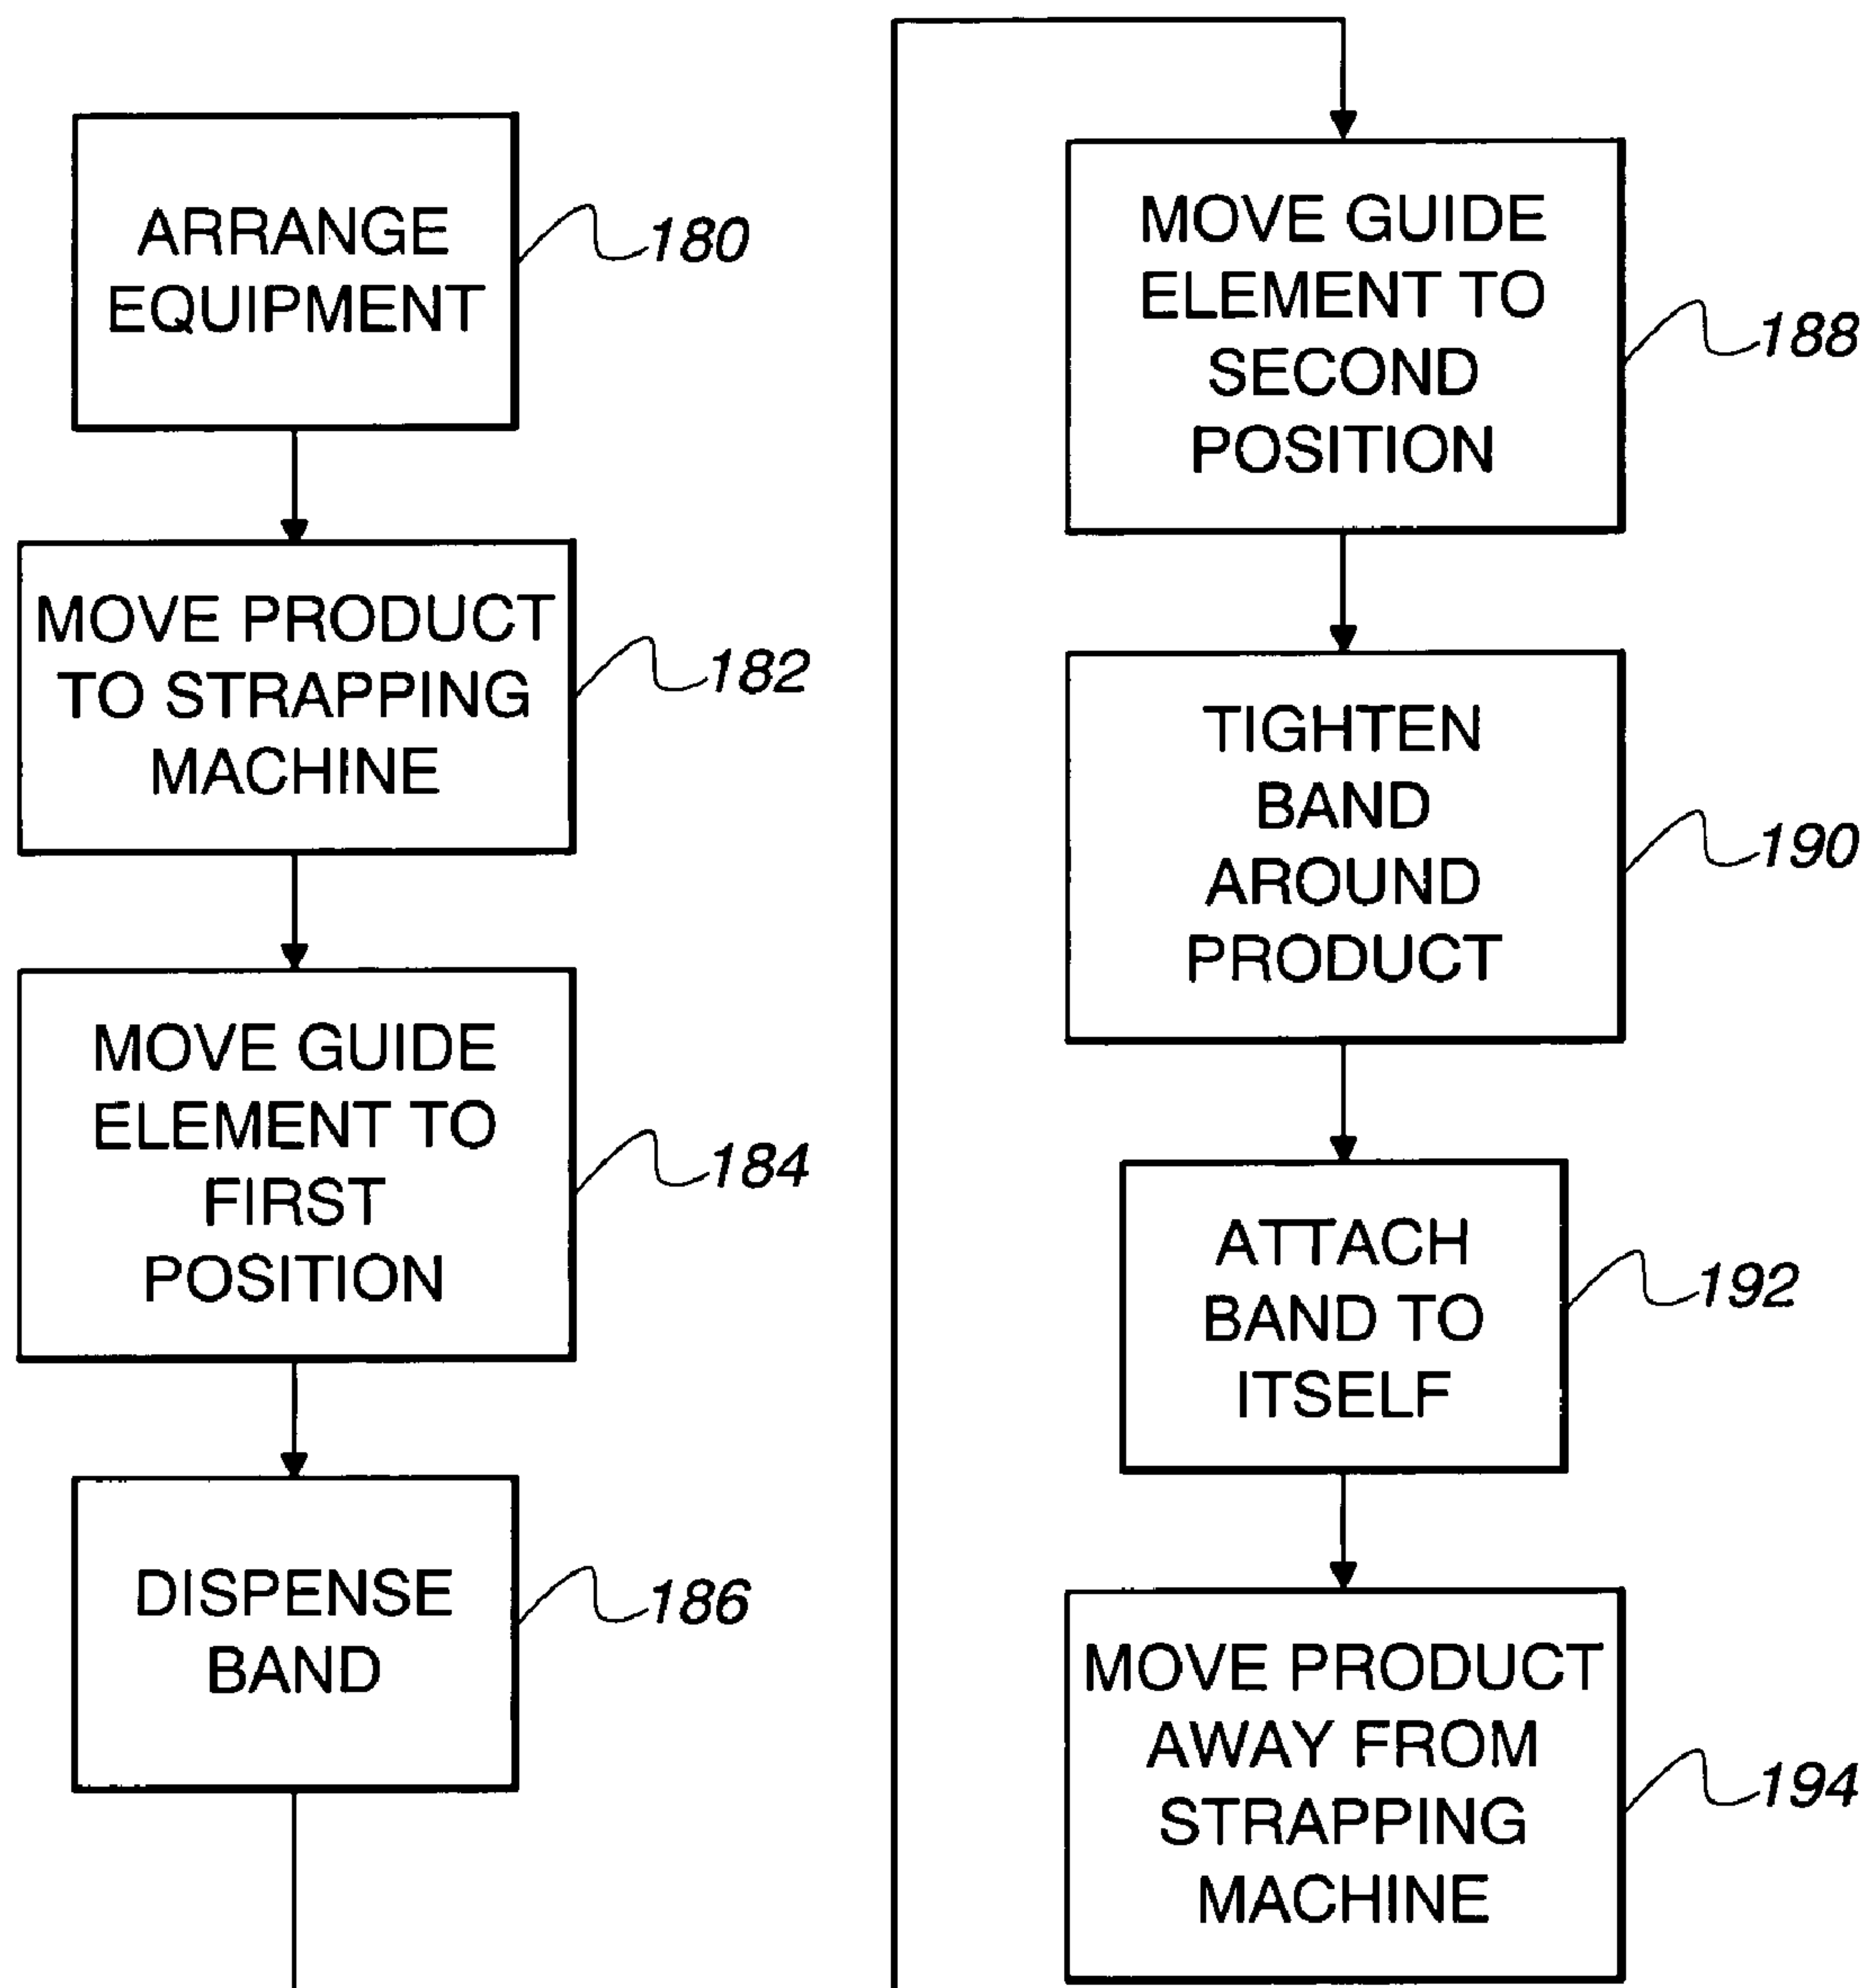 ARRANGE
EQUIPMENT
180
MOVE PRODUCT
TO STRAPPING
MACHINE
182
MOVE GUIDE
ELEMENT TO
FIRST
POSITION
184
DISPENSE
BAND
186
MOVE GUIDE
ELEMENT TO
SECOND
POSITION
188
TIGHTEN
BAND
AROUND
PRODUCT
190
ATTACH
BAND TO
ITSELF
192
MOVE PRODUCT
AWAY FROM
STRAPPING
MACHINE
194